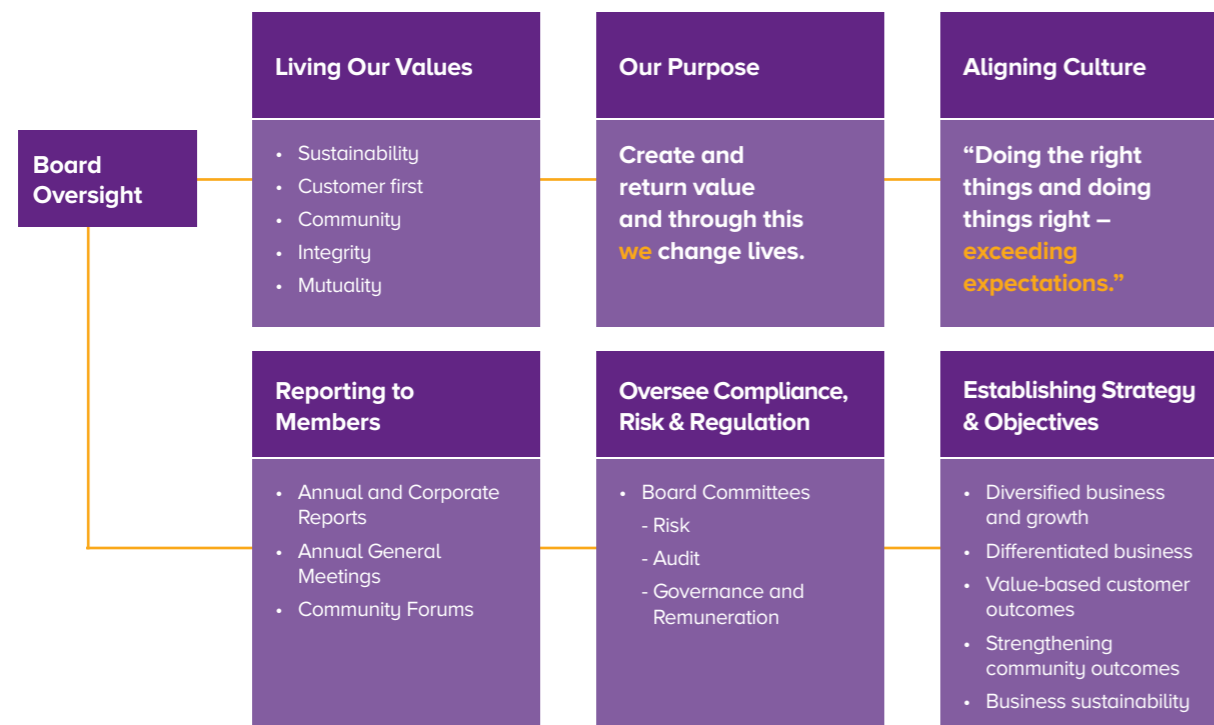 Board
Oversight
Living Our Values
• Sustainability
• Customer first
• Community
• Integrity
• Mutuality
Our Purpose
Create and
return value
and through this
we change lives.
Aligning Culture
“Doing the right
things and doing
things right –
exceeding
expectations.”
Reporting to
Members
• Annual and Corporate
Reports
• Annual General
Meetings
• Community Forums
Oversee Compliance,
Risk & Regulation
• Board Committees
- Risk
- Audit
- Governance and
Remuneration
Establishing Strategy
& Objectives
• Diversified business
and growth
• Differentiated business
• Value-based customer
outcomes
• Strengthening
community outcomes
• Business sustainability